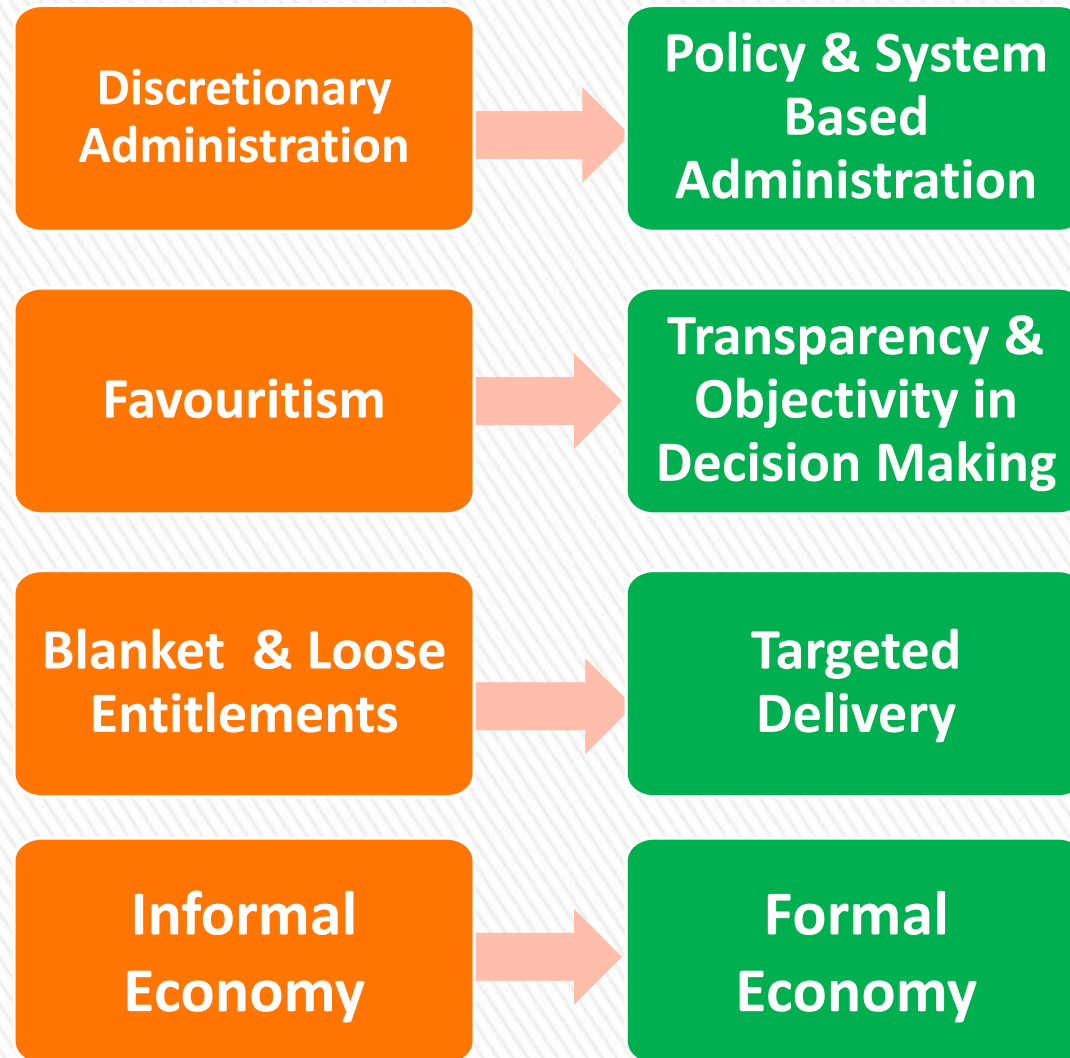 Discretionary
Administration
Policy & System
Based
Administration
Favouritism
Transparency &
Objectivity in
Decision Making
Blanket & Loose
Entitlements
Targeted
Delivery
Informal
Economy
Formal
Economy